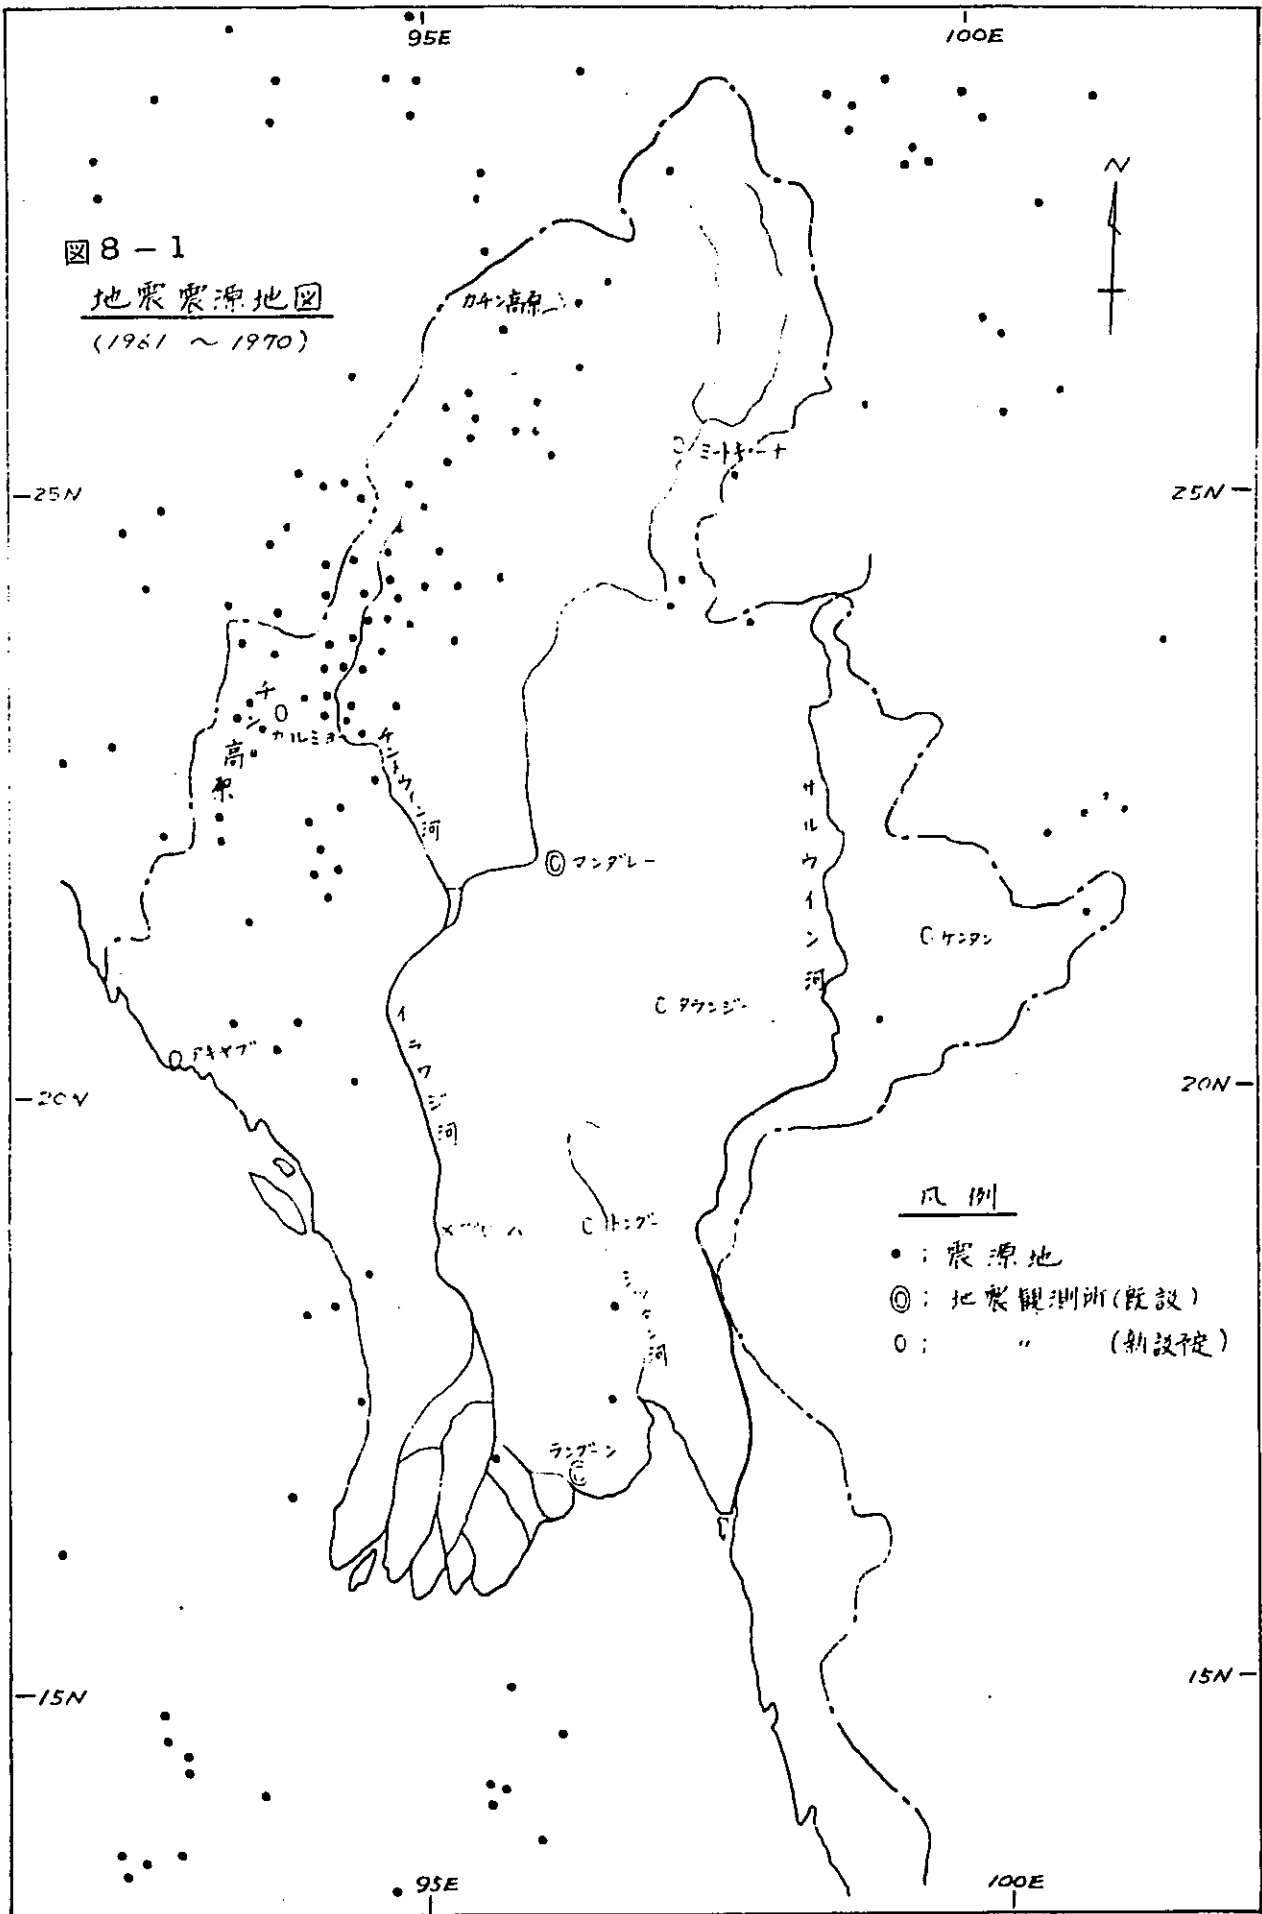 95E
100E
N
図8-1
地震震源地図
(1961 ～ 1970)
カチン高原
ミートキーナ
25N
25N
チン高原
カルミョー
チンドウィン河
サルウイン河
マンダレー
ケンタン
タウンジー
アキヤブ
イラワジ河
20N
20N
トングー
凡例
● ; 震源地
◎ ; 地震観測所(既設)
○ ; 〃 (新設予定)
河
ラングーン
15N
15N
95E
100E